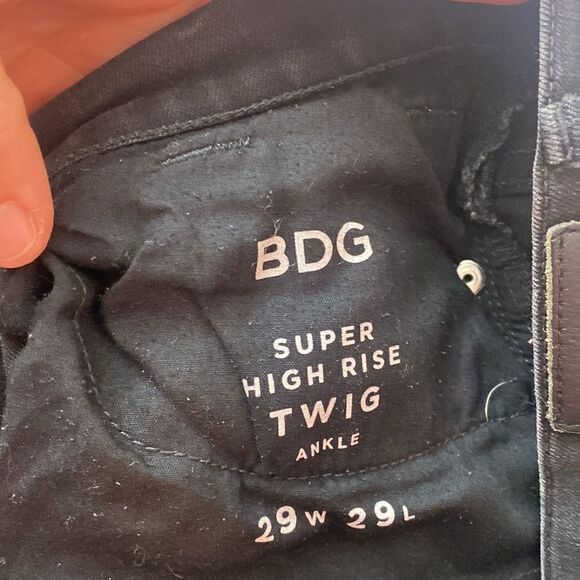 BDG
SUPER
HIGH RISE
TWIG
ANKLE
29W 29L